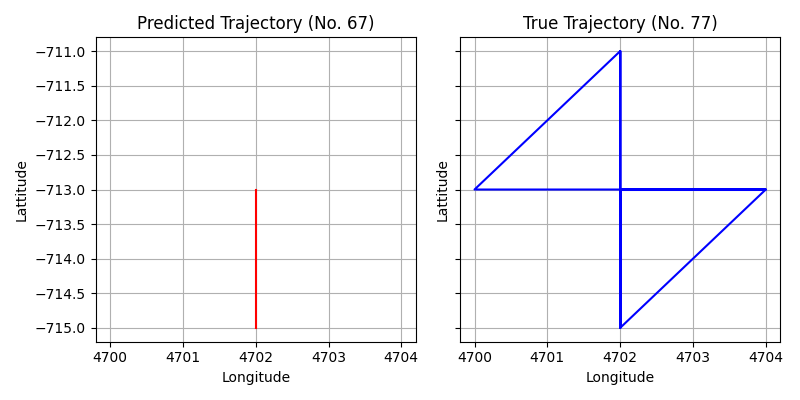 Predicted Trajectory (No. 67)
−711.0
−711.5
−712.0
−712.5
−713.0
−713.5
−714.0
−714.5
−715.0
Lattitude
4700 4701 4702 4703 4704
Longitude
True Trajectory (No. 77)
Lattitude
4700 4701 4702 4703 4704
Longitude